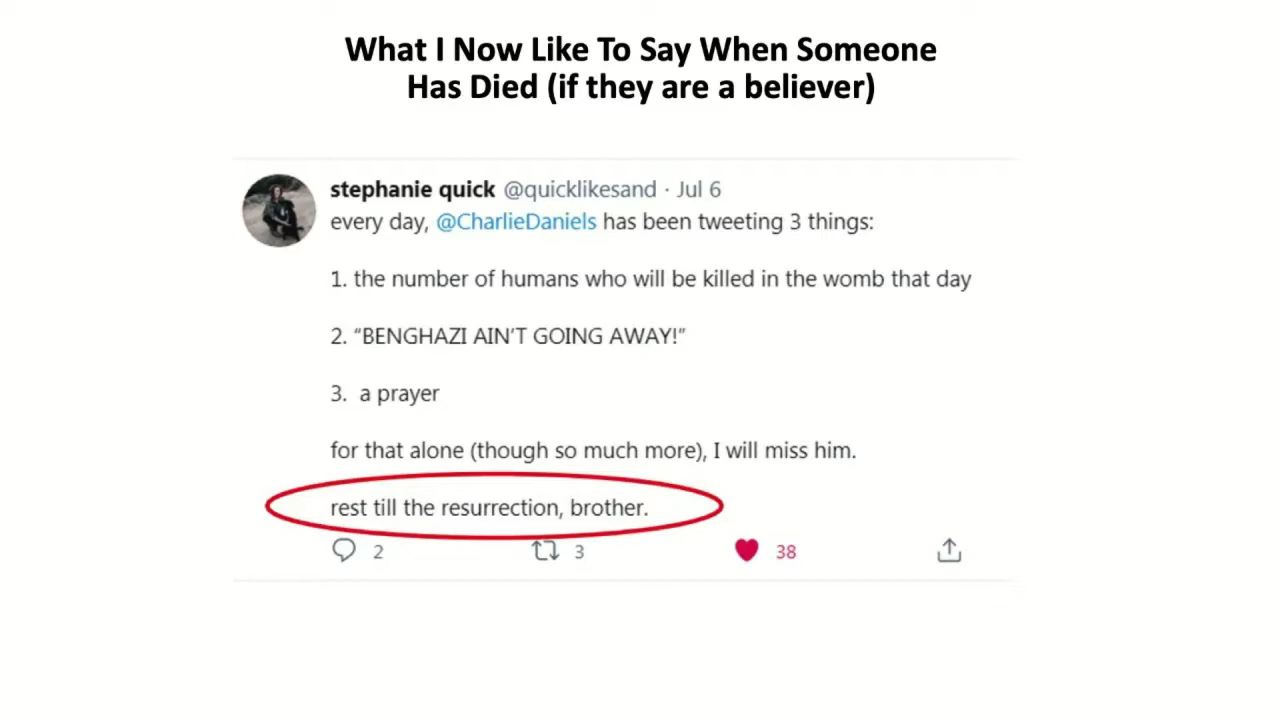 What I Now Like To Say When Someone
Has Died (if they are a believer)
stephanie quick @quicklikesand · Jul 6
every day, @CharlieDaniels has been tweeting 3 things:
1. the number of humans who will be killed in the womb that day
2. “BENGHAZI AIN’T GOING AWAY!”
3.  a prayer
for that alone (though so much more), I will miss him.
rest till the resurrection, brother.
2 3 38